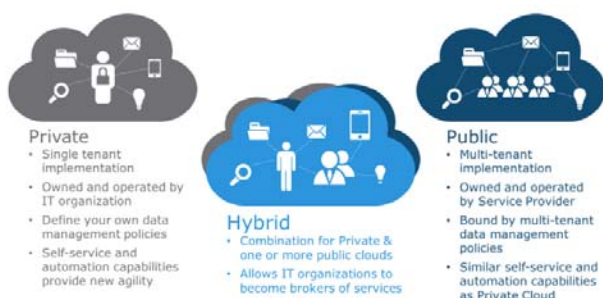 Private
• Single tenant
implementation
• Owned and operated by
IT organization
• Define your own data
management policies
• Self-service and
automation capabilities
provide new agility
Hybrid
• Combination for Private &
one or more public clouds
• Allows IT organizations to
become brokers of services
Public
• Multi-tenant
implementation
• Owned and operated
by Service Provider
• Bound by multi-tenant
data management
policies
• Similar self-service and
automation capabilities
as Private Cloud